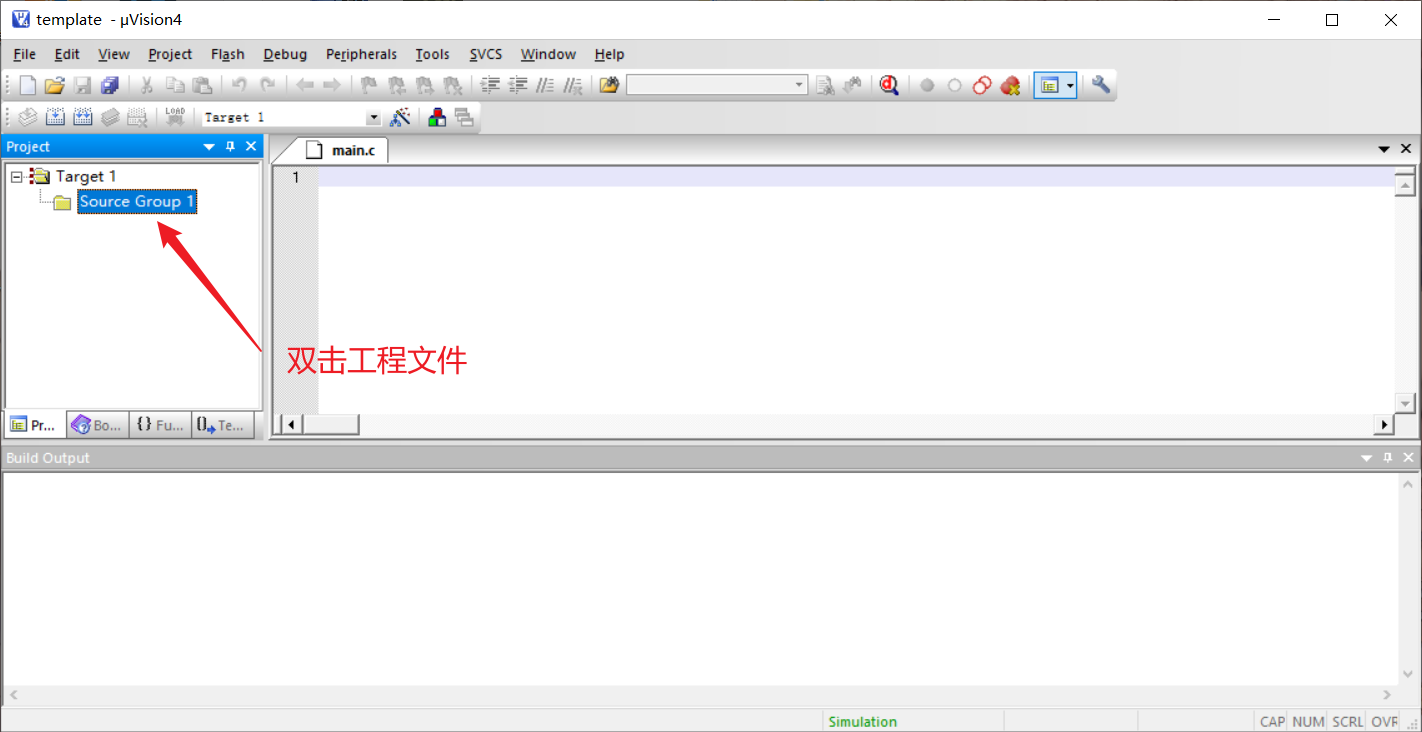 template - µVision4
File Edit View Project Flash Debug Peripherals Tools SVCS Window Help
LOAD Target 1
Project
main.c
Target 1
1
Source Group 1
双击工程文件
Pr... Bo... {} Fu... 0 Te...
Build Output
Simulation
CAP NUM SCRL OVR